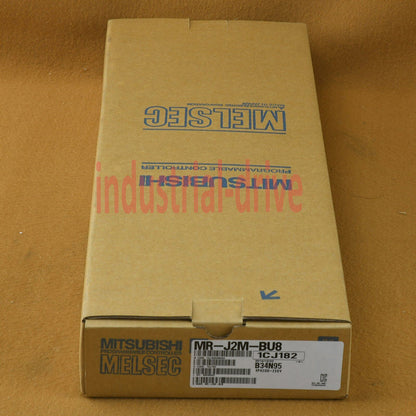 MELSEC
PROGRAMMABLE CONTROLLER
MITSUBISHI
industrial-drive
MITSUBISHI
PROGRAMMABLE CONTROLLER
MELSEC
MR-J2M-BU8
1CJ182
B34N95